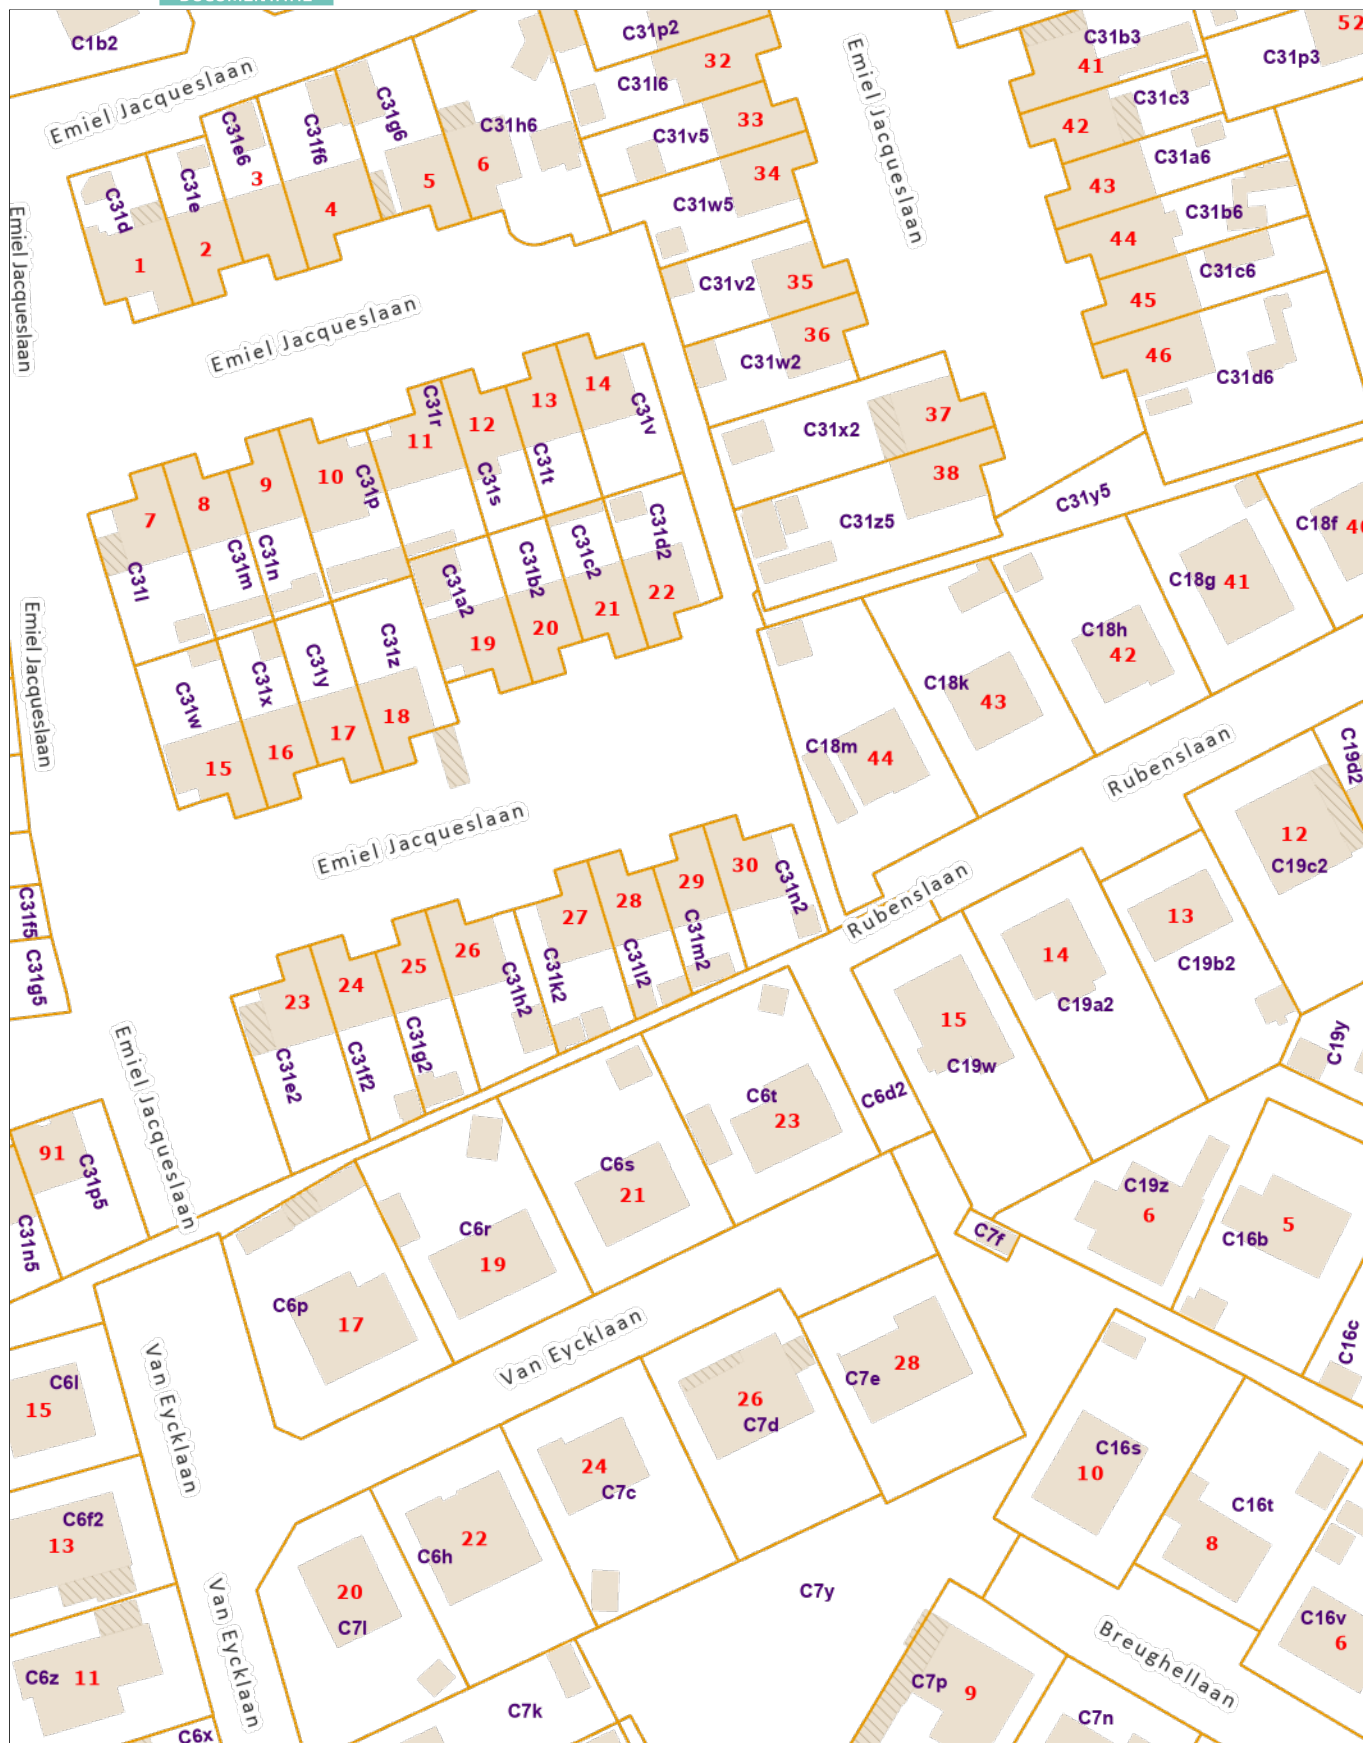 C1b2
Emiel Jacqueslaan
C31p2
32
C31l6
Emiel Jacqueslaan
C31b3
41
C31p3
52
C31c3
42
C31d
C31e
C31e6
3
C31f6
C31g6
C31h6
5
6
4
1
2
C31v5
33
34
C31w5
C31a6
43
C31b6
44
C31c6
45
46
C31d6
Emiel Jacqueslaan
Emiel Jacqueslaan
C31v2
35
36
C31w2
C31x2
37
38
C31z5
C31y5
C31r
12
13
14
C31v
11
C31s
C31t
7
8
9
10
C31p
C31l
C31m
C31n
C31a2
C31b2
C31c2
C31d2
19
20
21
22
C18f
C18g
41
C18h
42
C18k
43
C18m
44
Emiel Jacqueslaan
C31w
C31x
C31y
C31z
15
16
17
18
Emiel Jacqueslaan
Rubenslaan
C19d2
12
C19c2
Rubenslaan
13
C19b2
14
C19a2
15
C19w
C19y
C31f5
C31g5
23
24
25
26
27
28
29
30
C31e2
C31f2
C31g2
C31h2
C31k2
C31l2
C31m2
C31n2
Emiel Jacqueslaan
91
C31p5
C31n5
C6t
23
C6d2
C6s
21
C6r
19
C6p
17
C7f
C19z
6
C16b
5
C16c
Van Eycklaan
Van Eycklaan
C6l
15
C7e
28
26
C7d
24
C7c
C6h
22
20
C7l
C16s
10
C16t
8
C6f2
13
C7y
C16v
6
Breughellaan
Van Eycklaan
C6z
11
C7p
9
C7k
C7n
C6x